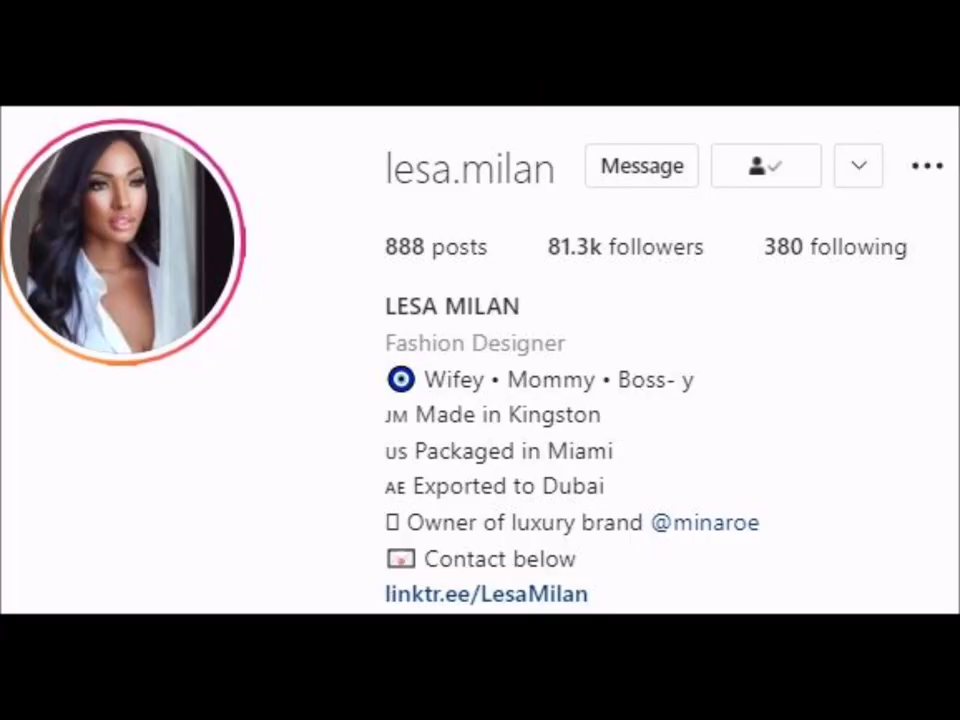 lesa.milan Message
888 posts 81.3k followers 380 following
LESA MILAN
Fashion Designer
🧿 Wifey • Mommy • Boss- y
JM Made in Kingston
US Packaged in Miami
AE Exported to Dubai
Owner of luxury brand @minaroe
Contact below
linktr.ee/LesaMilan